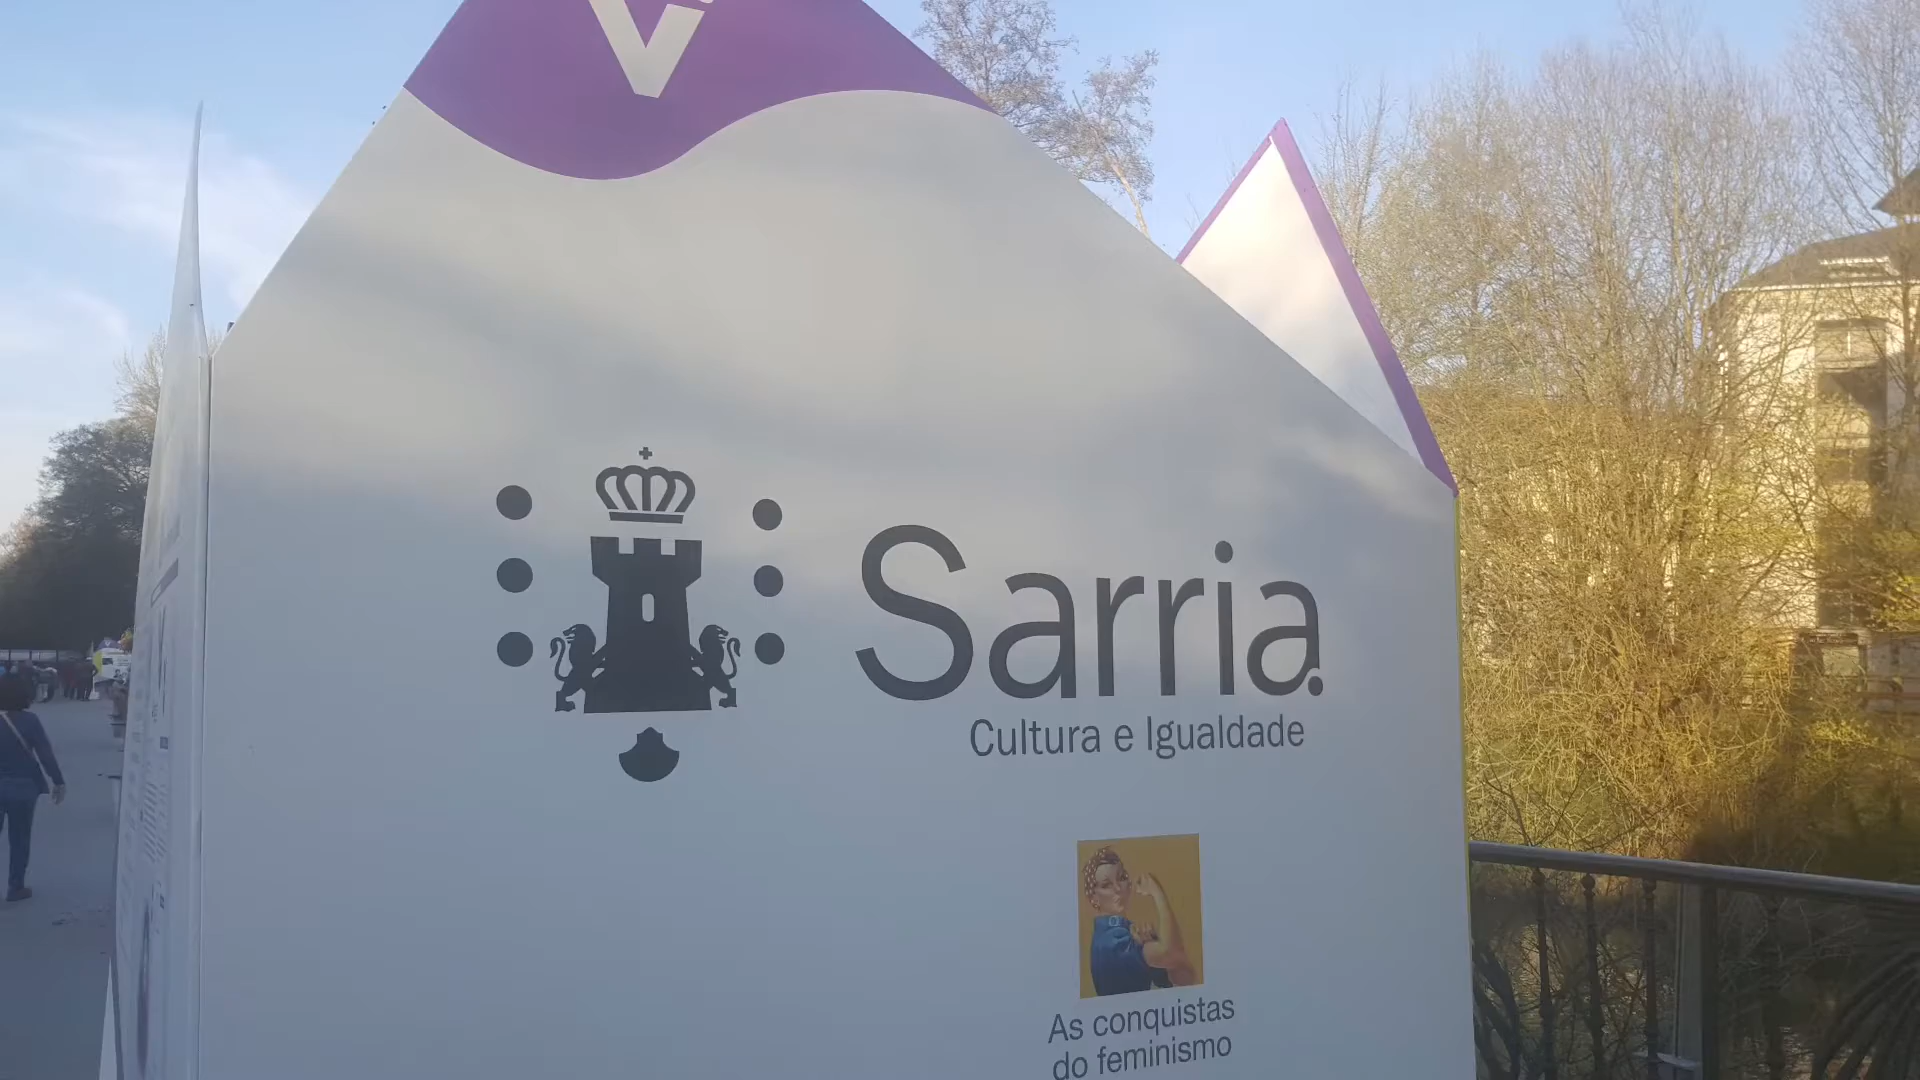 Sarria.
Cultura e Igualdade
As conquistas
do feminismo